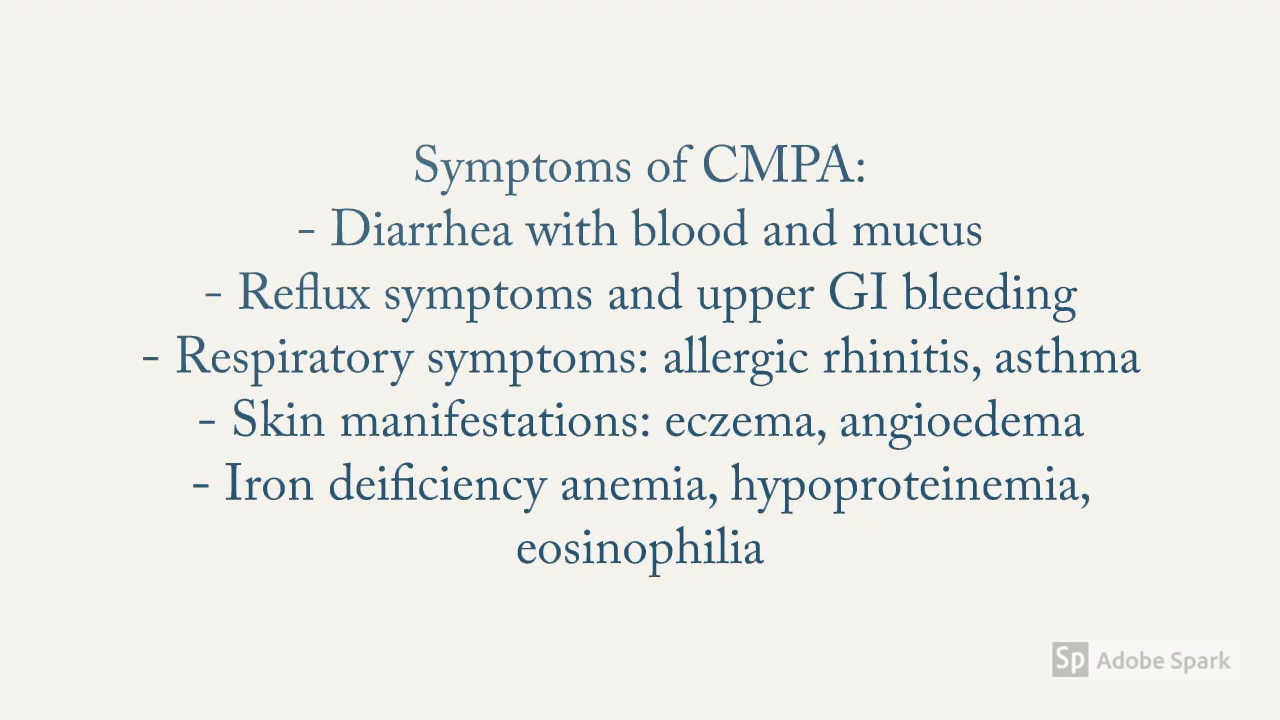 Symptoms of CMPA:
- Diarrhea with blood and mucus
- Reflux symptoms and upper GI bleeding
- Respiratory symptoms: allergic rhinitis, asthma
- Skin manifestations: eczema, angioedema
- Iron deificiency anemia, hypoproteinemia,
eosinophilia
Sp Adobe Spark